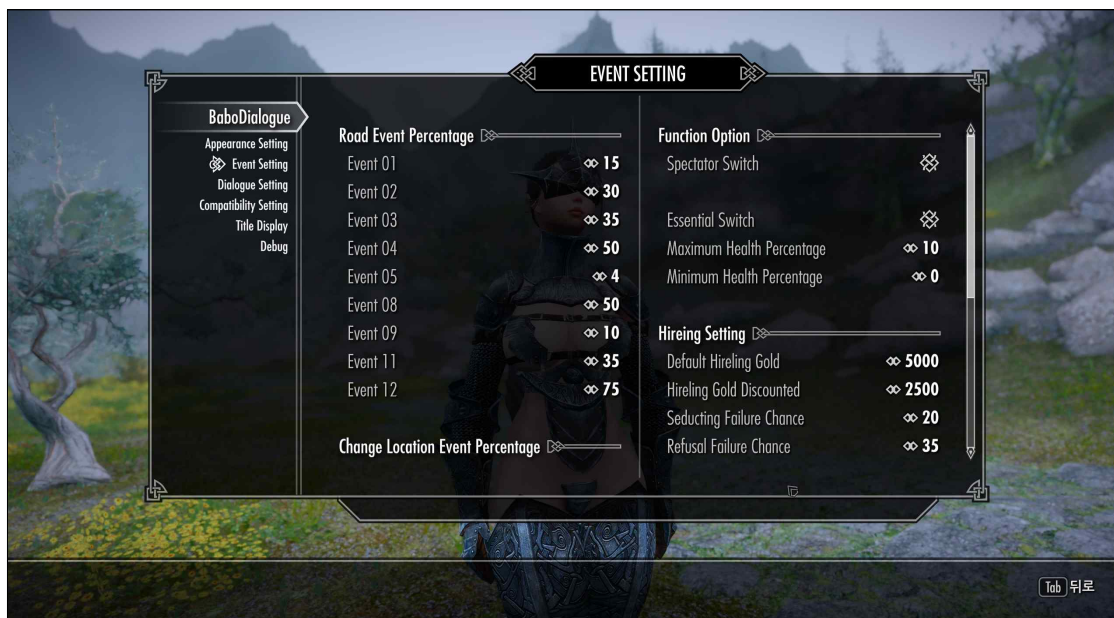 EVENT SETTING
BaboDialogue
Appearance Setting
Event Setting
Dialogue Setting
Compatibility Setting
Title Display
Debug
Road Event Percentage
Event 01 15
Event 02 30
Event 03 35
Event 04 50
Event 05 4
Event 08 50
Event 09 10
Event 11 35
Event 12 75
Change Location Event Percentage
Function Option
Spectator Switch
Essential Switch
Maximum Health Percentage 10
Minimum Health Percentage 0
Hireing Setting
Default Hireling Gold 5000
Hireling Gold Discounted 2500
Seducting Failure Chance 20
Refusal Failure Chance 35
Tab 뒤로